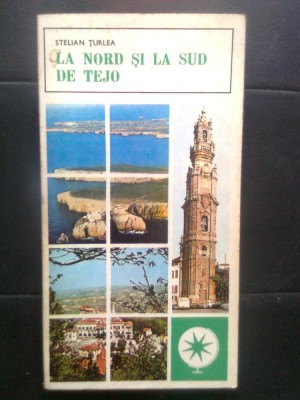 STELIAN ȚURLEA
LA NORD ȘI LA SUD
DE TEJO